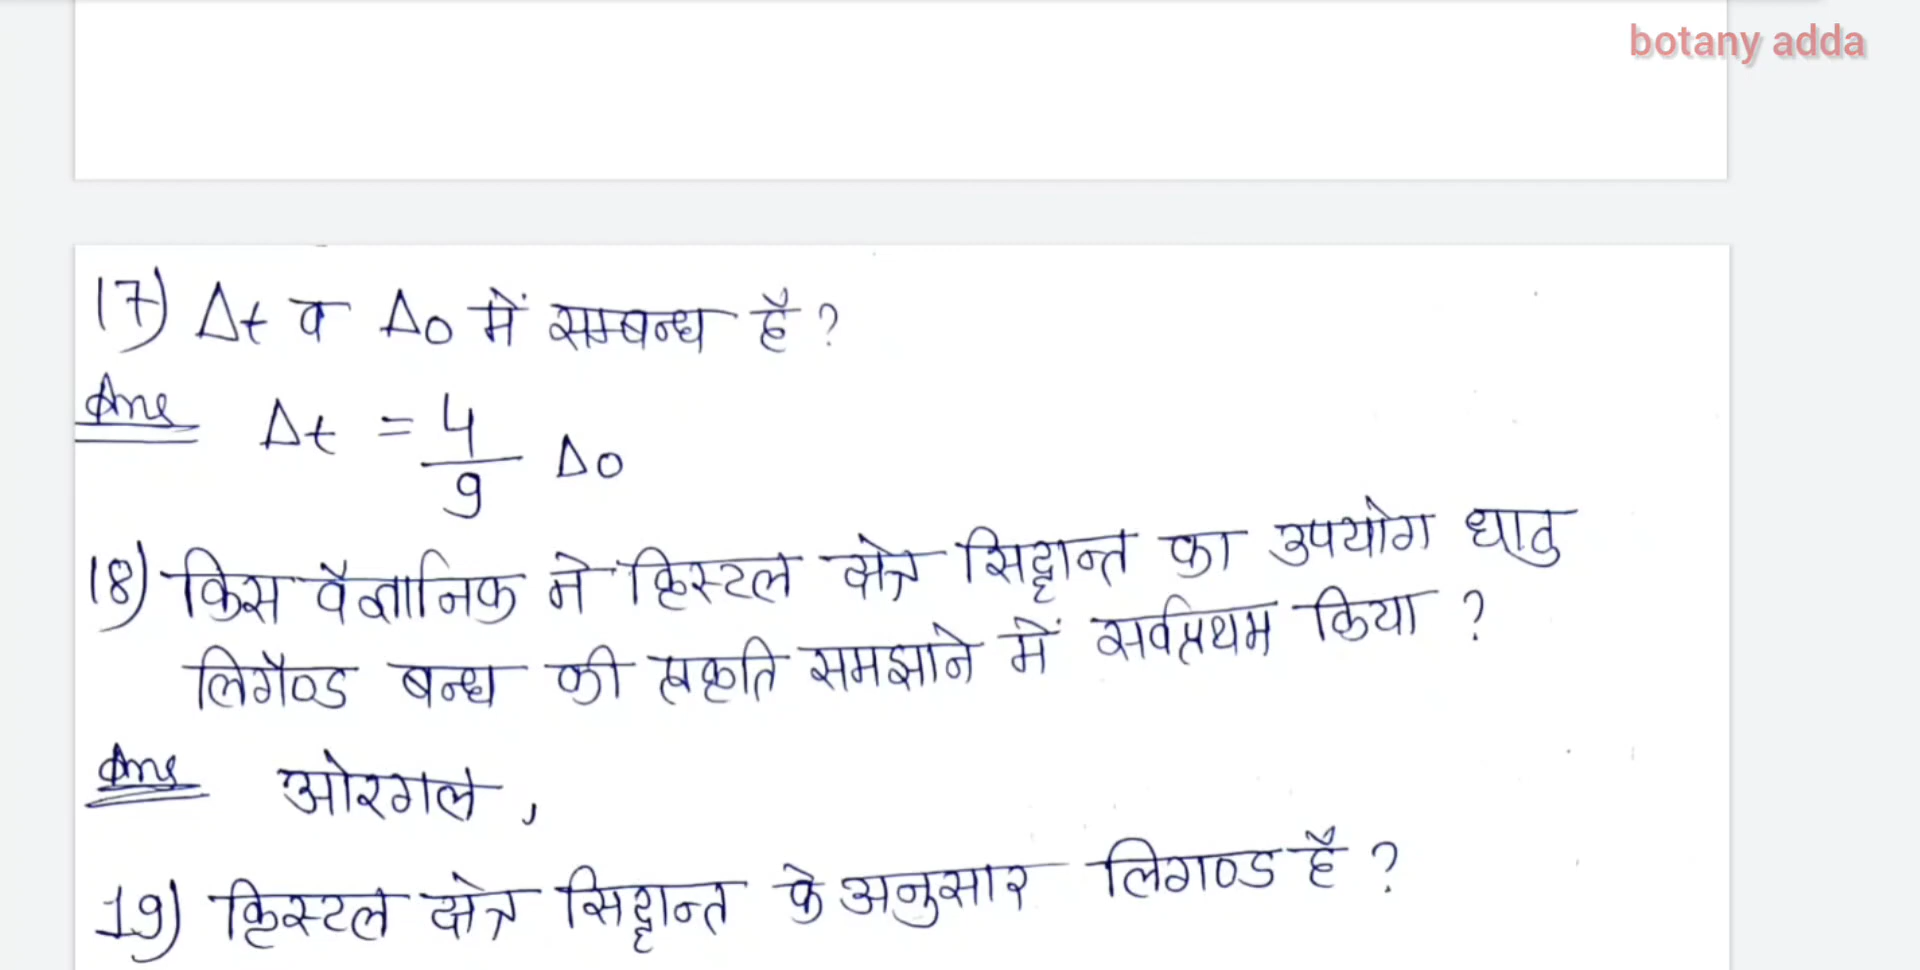 botany adda
17) Δt व Δo में सम्बन्ध है ?
Ans Δt = 4/9 Δo
18) किस वैज्ञानिक ने क्रिस्टल क्षेत्र सिद्धान्त का उपयोग धातु
लिगैण्ड बन्ध की प्रकृति समझाने में सर्वप्रथम किया ?
Ans ओरगल,
19) क्रिस्टल क्षेत्र सिद्धान्त के अनुसार लिगण्ड है ?